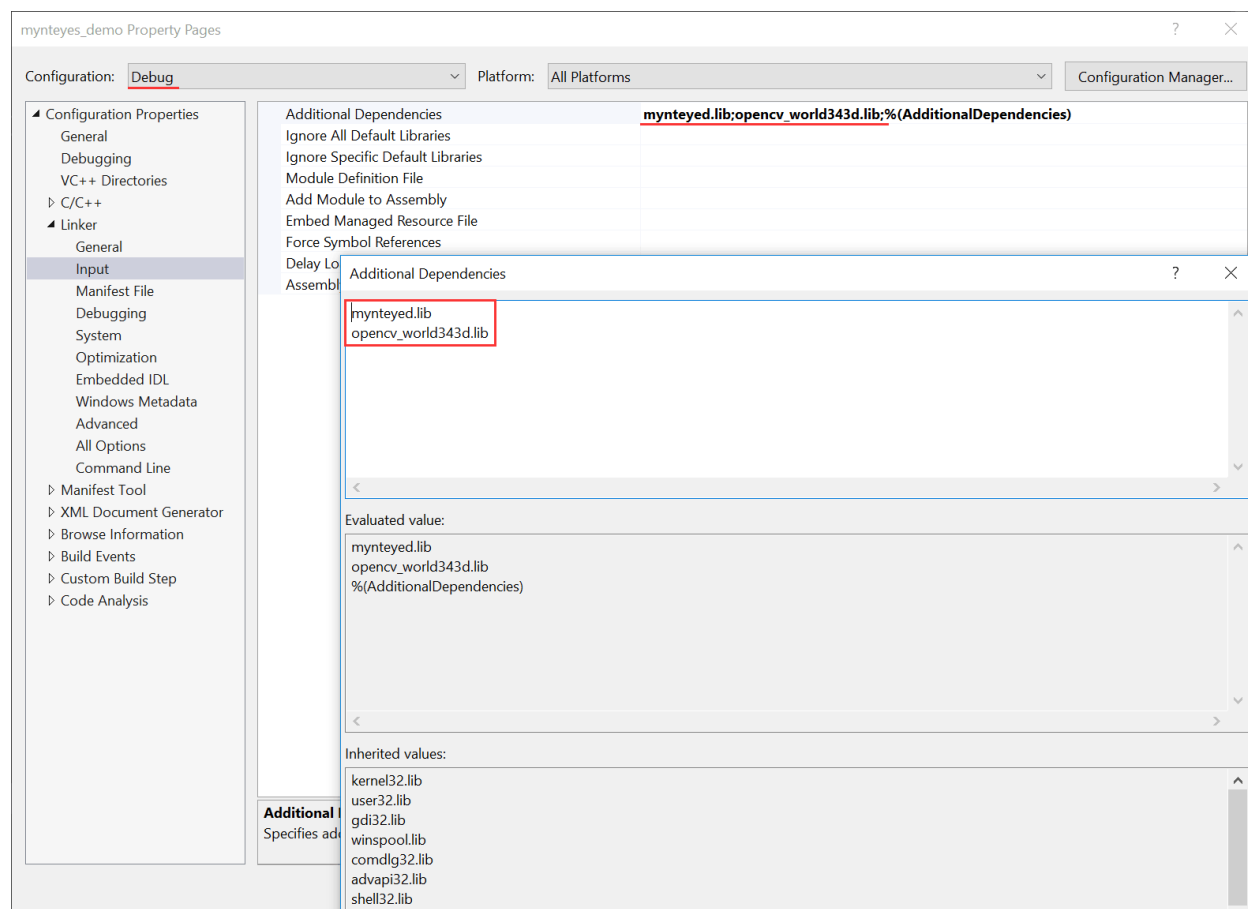 mynteyes_demo Property Pages
Configuration: Debug Platform: All Platforms Configuration Manager...
Configuration Properties
General
Debugging
VC++ Directories
C/C++
Linker
General
Input
Manifest File
Debugging
System
Optimization
Embedded IDL
Windows Metadata
Advanced
All Options
Command Line
Manifest Tool
XML Document Generator
Browse Information
Build Events
Custom Build Step
Code Analysis
Additional Dependencies mynteyed.lib;opencv_world343d.lib;%(AdditionalDependencies)
Ignore All Default Libraries
Ignore Specific Default Libraries
Module Definition File
Add Module to Assembly
Embed Managed Resource File
Force Symbol References
Delay Lo
Assembl
Additional
Specifies ad
Additional Dependencies
mynteyed.lib
opencv_world343d.lib
Evaluated value:
mynteyed.lib
opencv_world343d.lib
%(AdditionalDependencies)
Inherited values:
kernel32.lib
user32.lib
gdi32.lib
winspool.lib
comdlg32.lib
advapi32.lib
shell32.lib